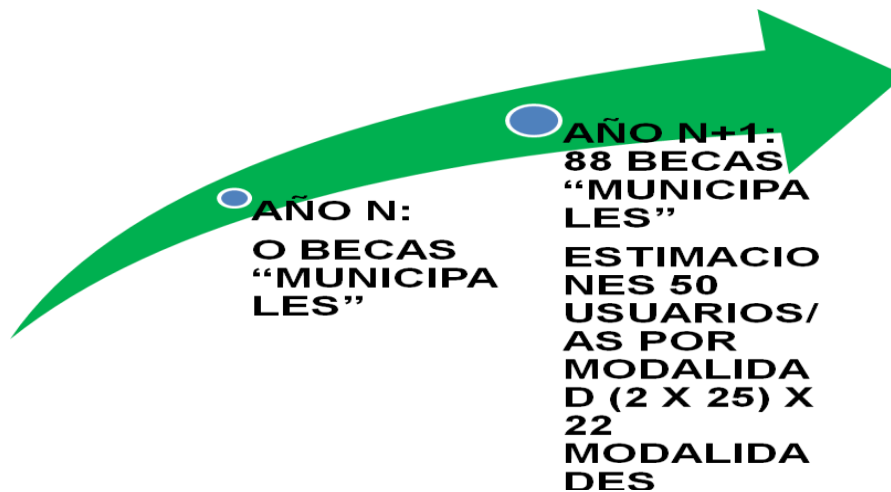 AÑO N:
O BECAS
“MUNICIPA
LES”
AÑO N+1:
88 BECAS
“MUNICIPA
LES”
ESTIMACIO
NES 50
USUARIOS/
AS POR
MODALIDA
D (2 X 25) X
22
MODALIDA
DES